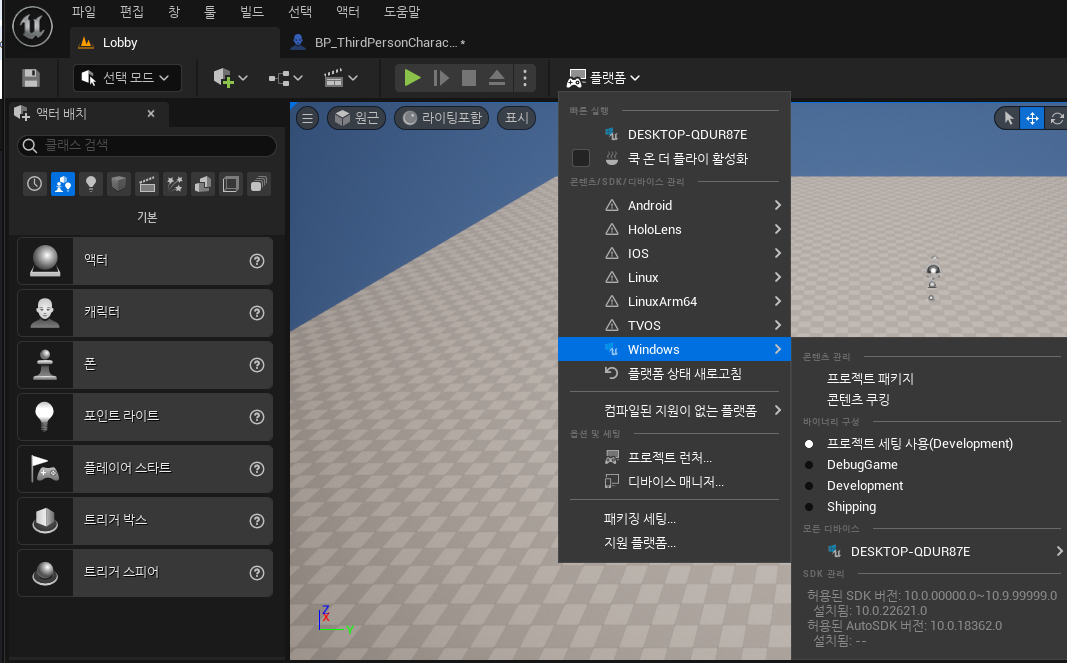 파일 편집 창 툴 빌드 선택 액터 도움말
Lobby
BP_ThirdPersonCharac... *
선택 모드
플랫폼
액터 배치
클래스 검색
기본
액터
캐릭터
폰
포인트 라이트
플레이어 스타트
트리거 박스
트리거 스피어
원근
라이팅포함
표시
빠른 실행
DESKTOP-QDUR87E
쿡 온 더 플라이 활성화
콘텐츠/SDK/디바이스 관리
Android
HoloLens
IOS
Linux
LinuxArm64
TVOS
Windows
플랫폼 상태 새로고침
컴파일된 지원이 없는 플랫폼
옵션 및 세팅
프로젝트 런처...
디바이스 매니저...
패키징 세팅...
지원 플랫폼...
콘텐츠 관리
프로젝트 패키지
콘텐츠 쿠킹
바이너리 구성
프로젝트 세팅 사용(Development)
DebugGame
Development
Shipping
모든 디바이스
DESKTOP-QDUR87E
SDK 관리
허용된 SDK 버전: 10.0.00000.0~10.9.99999.0
설치됨: 10.0.22621.0
허용된 AutoSDK 버전: 10.0.18362.0
설치됨: --
Z
X
Y